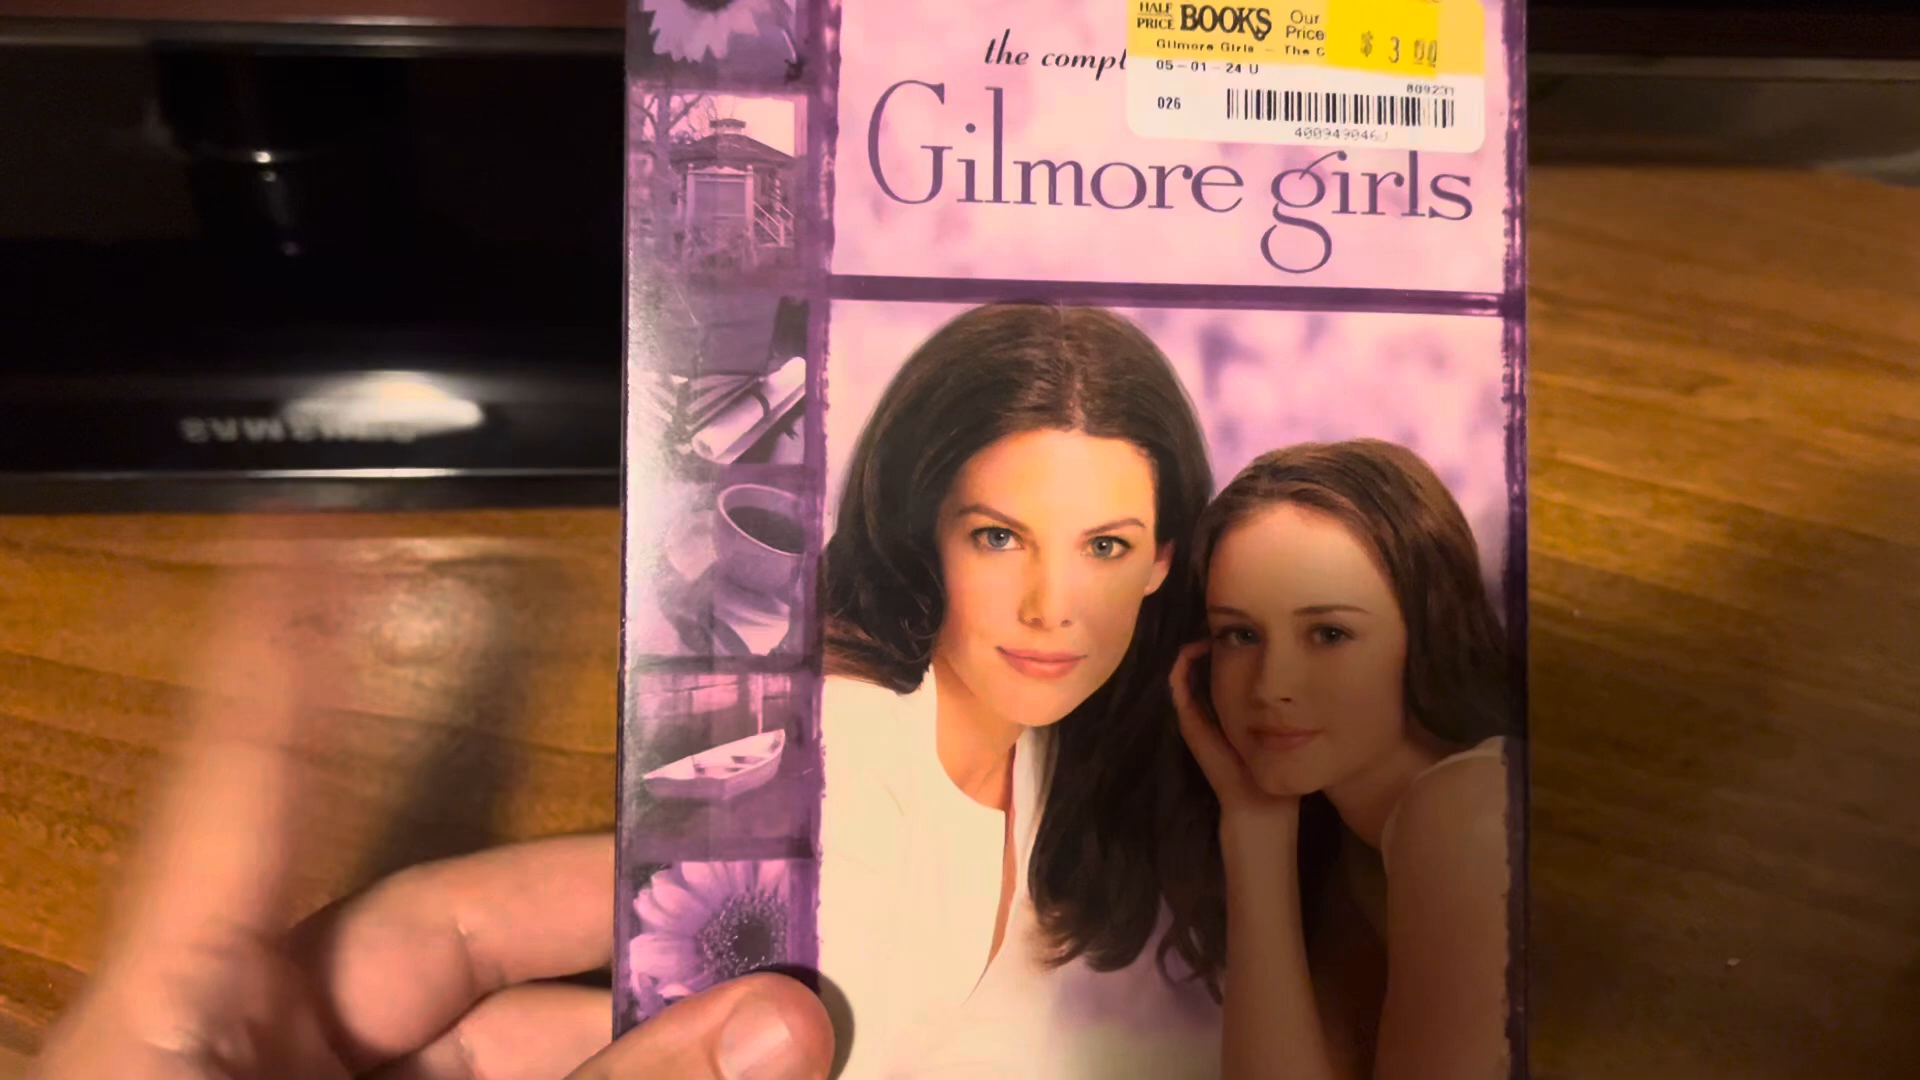 HALF PRICE BOOKS
Our Price
$ 3 00
Gilmore Girls - The C
05-01-24 U
809231
026
the compl
Gilmore girls
SAMSUNG